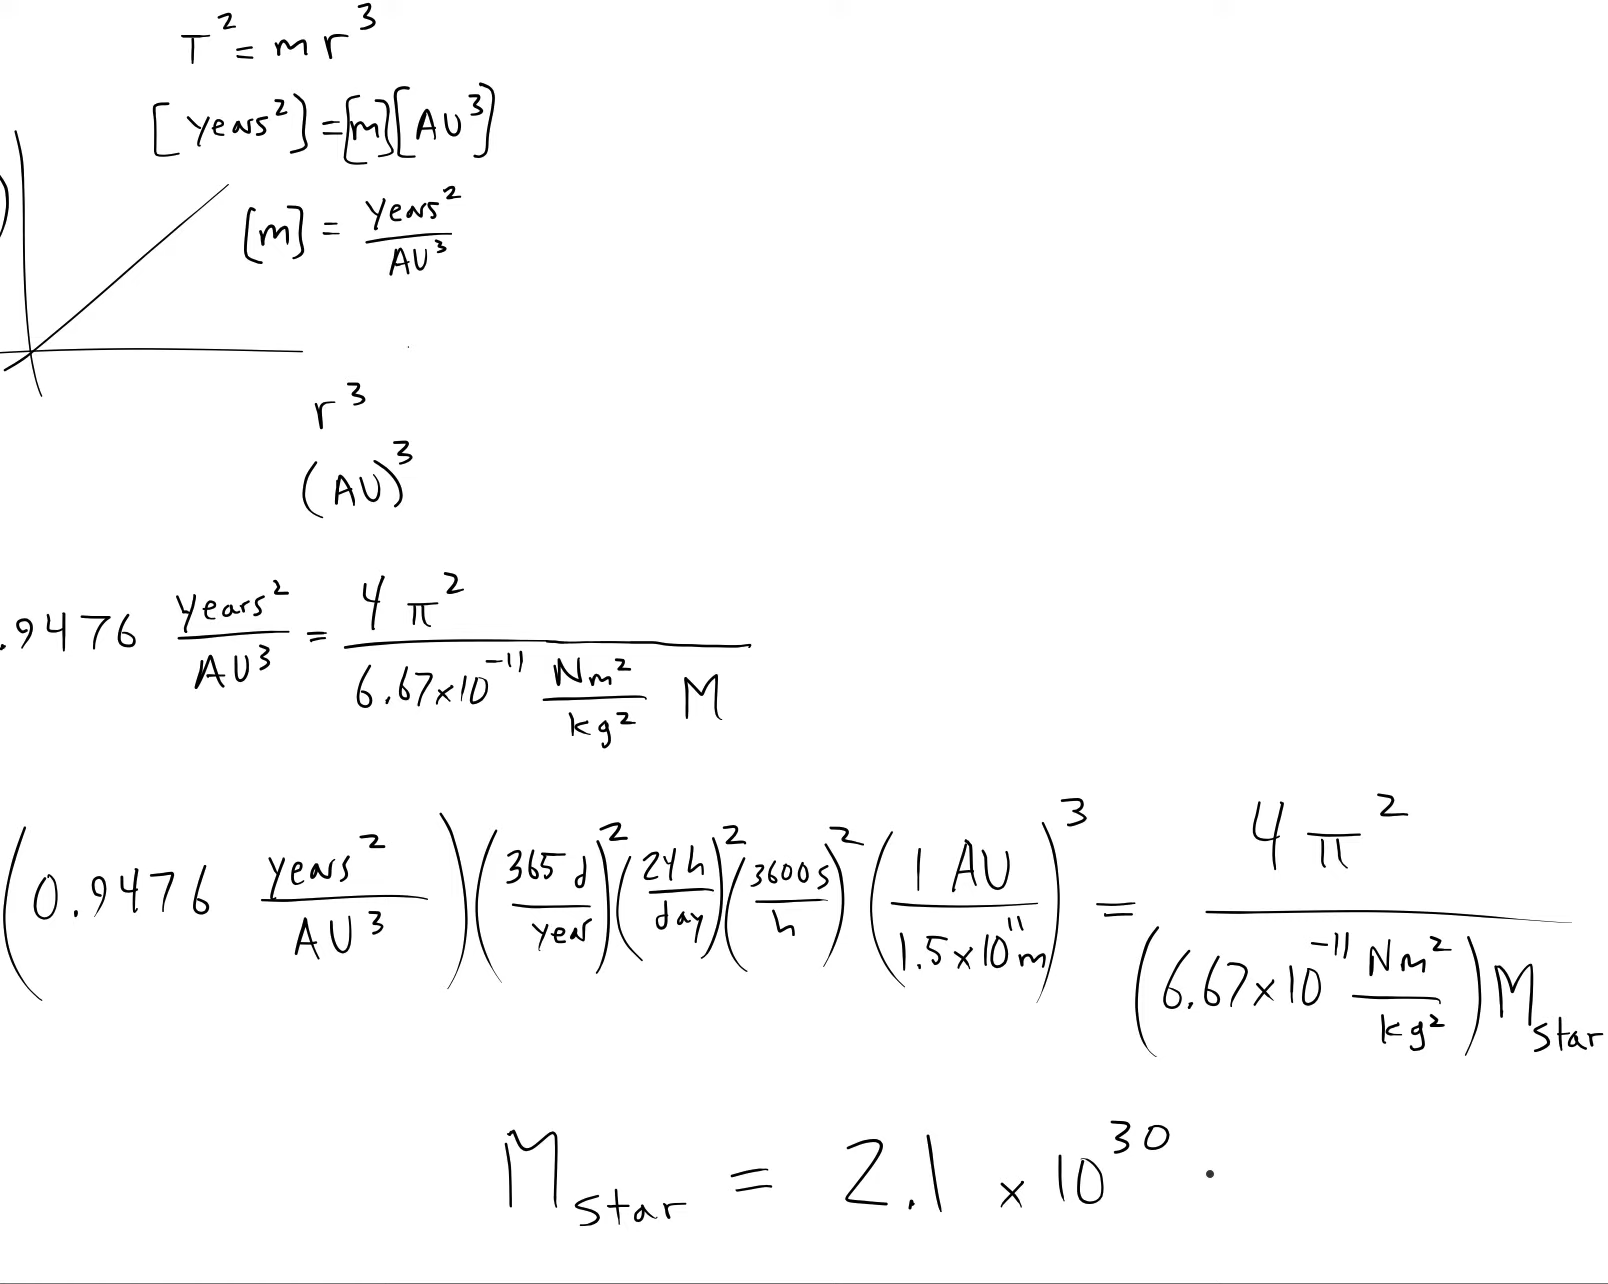 T² = m r³
[years²] = [m][AU³]
[m] = years²/AU³
r³
(AU)³
.9476 years²/AU³ = 4π²/(6.67×10⁻¹¹ Nm²/kg² M)
(0.9476 years²/AU³)(365 d/year)²(24 h/day)²(3600 s/h)²(1 AU/1.5×10¹¹ m)³ = 4π²/((6.67×10⁻¹¹ Nm²/kg²) M star)
M star = 2.1 × 10³⁰